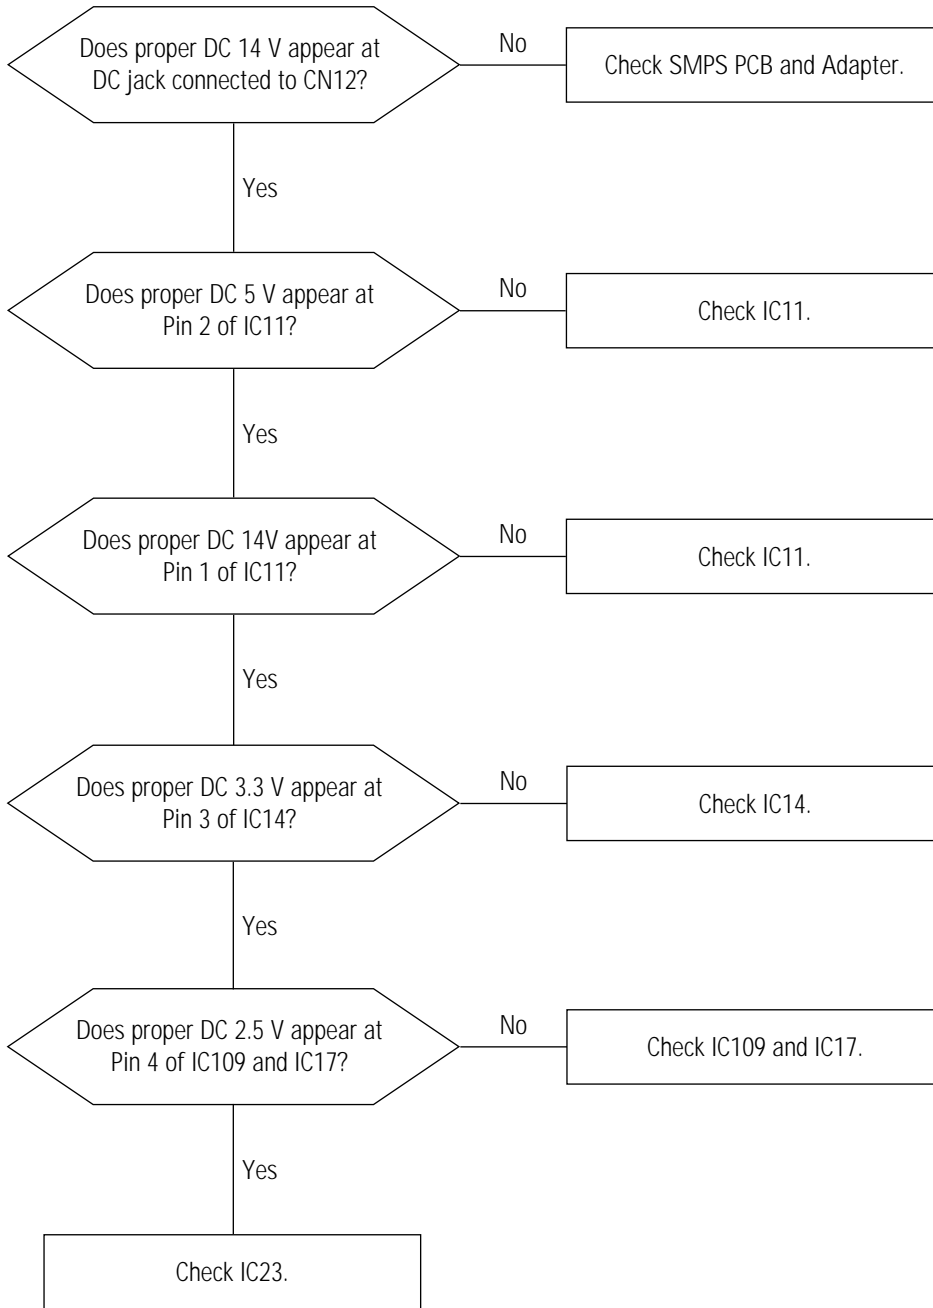 Does proper DC 14 V appear at
DC jack connected to CN12?
No
Check SMPS PCB and Adapter.
Yes
Does proper DC 5 V appear at
Pin 2 of IC11?
No
Check IC11.
Yes
Does proper DC 14V appear at
Pin 1 of IC11?
No
Check IC11.
Yes
Does proper DC 3.3 V appear at
Pin 3 of IC14?
No
Check IC14.
Yes
Does proper DC 2.5 V appear at
Pin 4 of IC109 and IC17?
No
Check IC109 and IC17.
Yes
Check IC23.